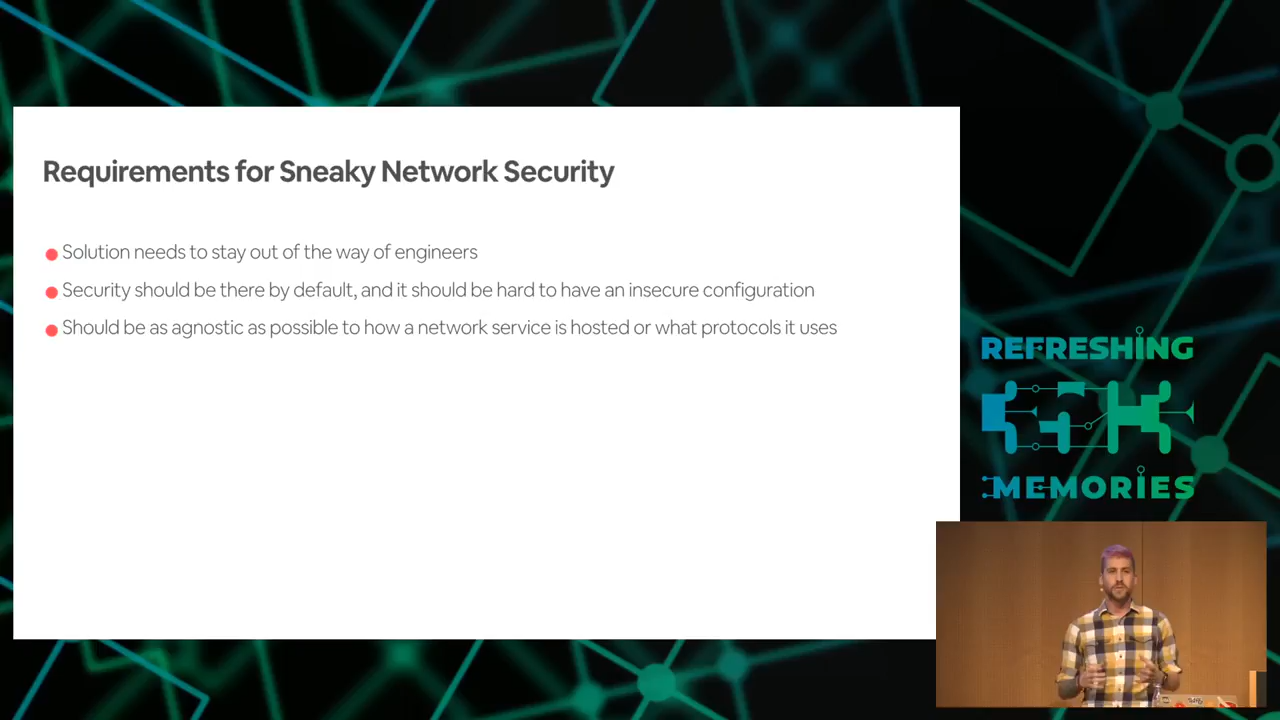 Requirements for Sneaky Network Security
Solution needs to stay out of the way of engineers
Security should be there by default, and it should be hard to have an insecure configuration
Should be as agnostic as possible to how a network service is hosted or what protocols it uses
REFRESHING
MEMORIES